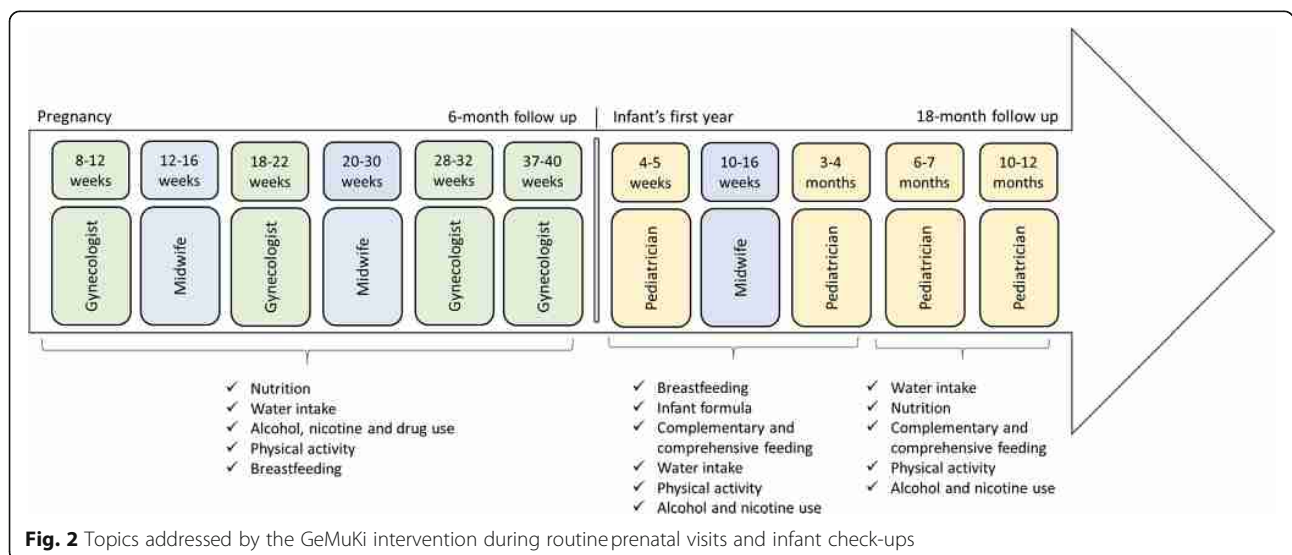 Pregnancy
6-month follow up
Infant's first year
18-month follow up
8-12
weeks
12-16
weeks
18-22
weeks
20-30
weeks
28-32
weeks
37-40
weeks
4-5
weeks
10-16
weeks
3-4
months
6-7
months
10-12
months
Gynecologist
Midwife
Gynecologist
Midwife
Gynecologist
Gynecologist
Pediatrician
Midwife
Pediatrician
Pediatrician
Pediatrician
✓ Nutrition
✓ Water intake
✓ Alcohol, nicotine and drug use
✓ Physical activity
✓ Breastfeeding
✓ Breastfeeding
✓ Infant formula
✓ Complementary and
comprehensive feeding
✓ Water intake
✓ Physical activity
✓ Alcohol and nicotine use
✓ Water intake
✓ Nutrition
✓ Complementary and
comprehensive feeding
✓ Physical activity
✓ Alcohol and nicotine use
Fig. 2 Topics addressed by the GeMuKi intervention during routine prenatal visits and infant check-ups